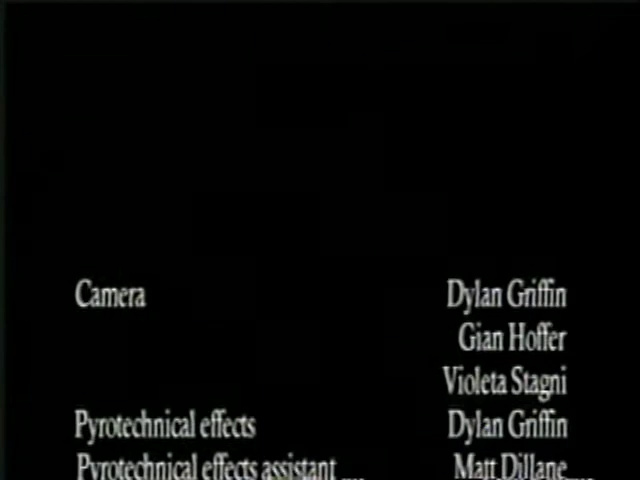 Camera Dylan Griffin
Gian Hoffer
Violeta Stagni
Pyrotechnical effects Dylan Griffin
Pyrotechnical effects assistant Matt Dillane